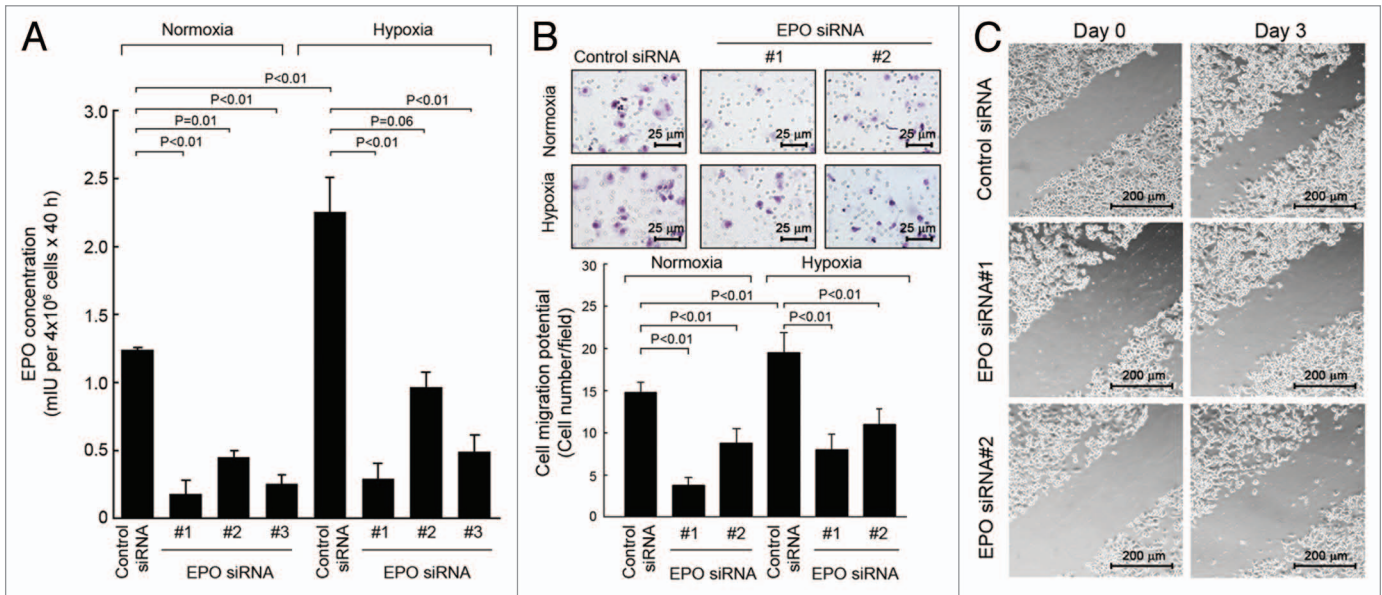 A
Normoxia
Hypoxia
P<0.01
P<0.01
P<0.01
P=0.01
P=0.06
P<0.01
P<0.01
EPO concentration
(mIU per 4x10⁶ cells x 40 h)
3.0
2.5
2.0
1.5
1.0
0.5
0
Control
siRNA
#1
#2
#3
EPO siRNA
Control
siRNA
#1
#2
#3
EPO siRNA
B
EPO siRNA
Control siRNA
#1
#2
Normoxia
25 µm
25 µm
25 µm
Hypoxia
25 µm
25 µm
25 µm
Normoxia
Hypoxia
P<0.01
P<0.01
P<0.01
P<0.01
P<0.01
Cell migration potential
(Cell number/field)
30
25
20
15
10
5
0
Control
siRNA
#1
#2
EPO siRNA
Control
siRNA
#1
#2
EPO siRNA
C
Day 0
Day 3
Control siRNA
200 µm
200 µm
EPO siRNA#1
200 µm
200 µm
EPO siRNA#2
200 µm
200 µm